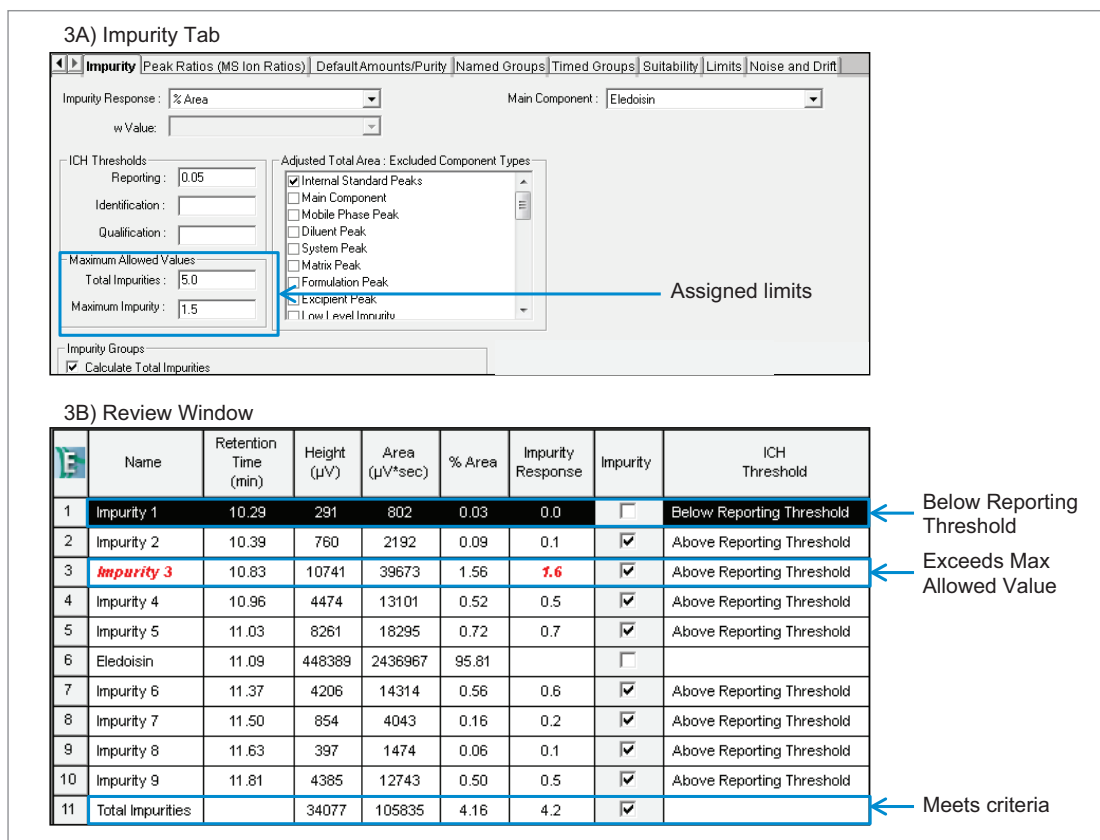 3A) Impurity Tab
Impurity Peak Ratios (MS Ion Ratios) DefaultAmounts/Purity Named Groups Timed Groups Suitability Limits Noise and Drift
Impurity Response : % Area Main Component : Eledoisin
w Value:
ICH Thresholds Adjusted Total Area : Excluded Component Types
Reporting : 0.05 Internal Standard Peaks
Main Component
Identification : Mobile Phase Peak
Diluent Peak
Qualification : System Peak
Maximum Allowed Values Matrix Peak
Total Impurities : 5.0 Formulation Peak
Assigned limits
Maximum Impurity : 1.5 Excipient Peak
Low Level Impurity
Impurity Groups
Calculate Total Impurities
3B) Review Window
E Name Retention Time (min) Height (µV) Area (µV*sec) % Area Impurity Response Impurity ICH Threshold
1 Impurity 1 10.29 291 802 0.03 0.0 Below Reporting Threshold Below Reporting Threshold
2 Impurity 2 10.39 760 2192 0.09 0.1 Above Reporting Threshold
3 Impurity 3 10.83 10741 39673 1.56 1.6 Above Reporting Threshold Exceeds Max Allowed Value
4 Impurity 4 10.96 4474 13101 0.52 0.5 Above Reporting Threshold
5 Impurity 5 11.03 8261 18295 0.72 0.7 Above Reporting Threshold
6 Eledoisin 11.09 448389 2436967 95.81
7 Impurity 6 11.37 4206 14314 0.56 0.6 Above Reporting Threshold
8 Impurity 7 11.50 854 4043 0.16 0.2 Above Reporting Threshold
9 Impurity 8 11.63 397 1474 0.06 0.1 Above Reporting Threshold
10 Impurity 9 11.81 4385 12743 0.50 0.5 Above Reporting Threshold
11 Total Impurities 34077 105835 4.16 4.2 Meets criteria